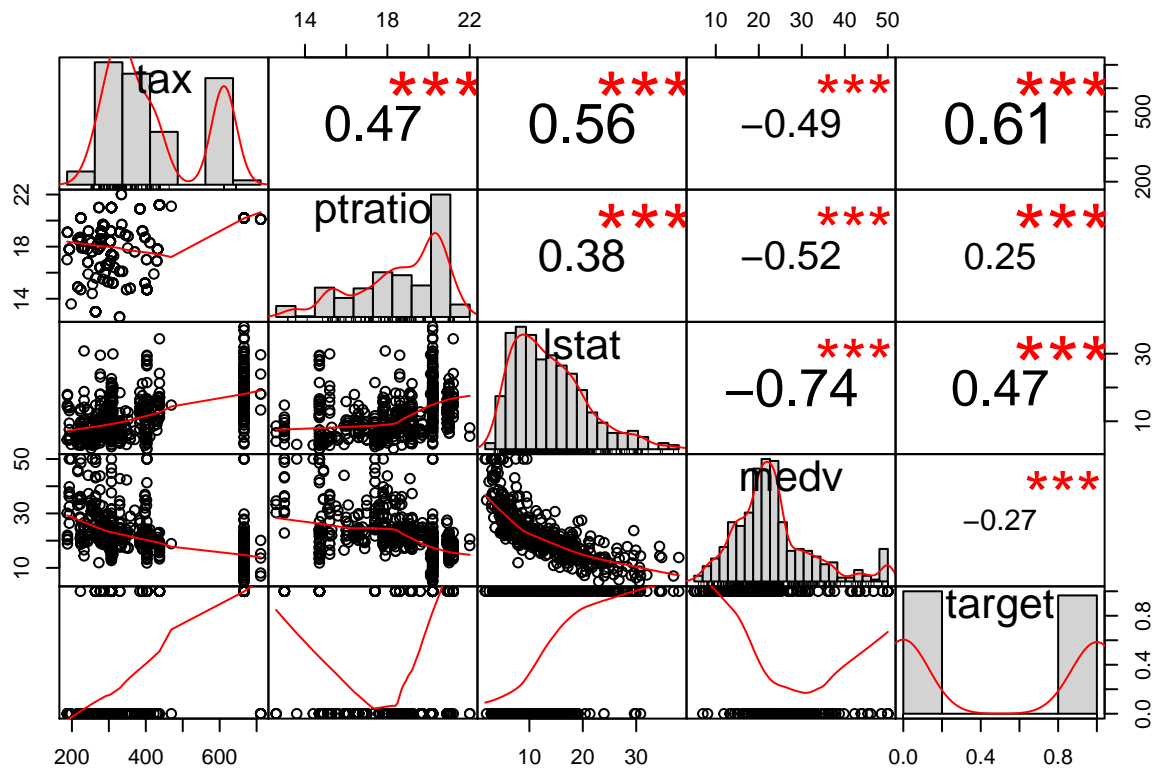 14 18 22 10 20 30 40 50
tax *** 0.47 *** 0.56 *** −0.49 *** 0.61 200 500
14 18 22 ptratio *** 0.38 *** −0.52 *** 0.25
lstat *** −0.74 *** 0.47 10 30
10 30 50 medv *** −0.27
target 0.0 0.4 0.8
200 400 600 10 20 30 0.0 0.4 0.8